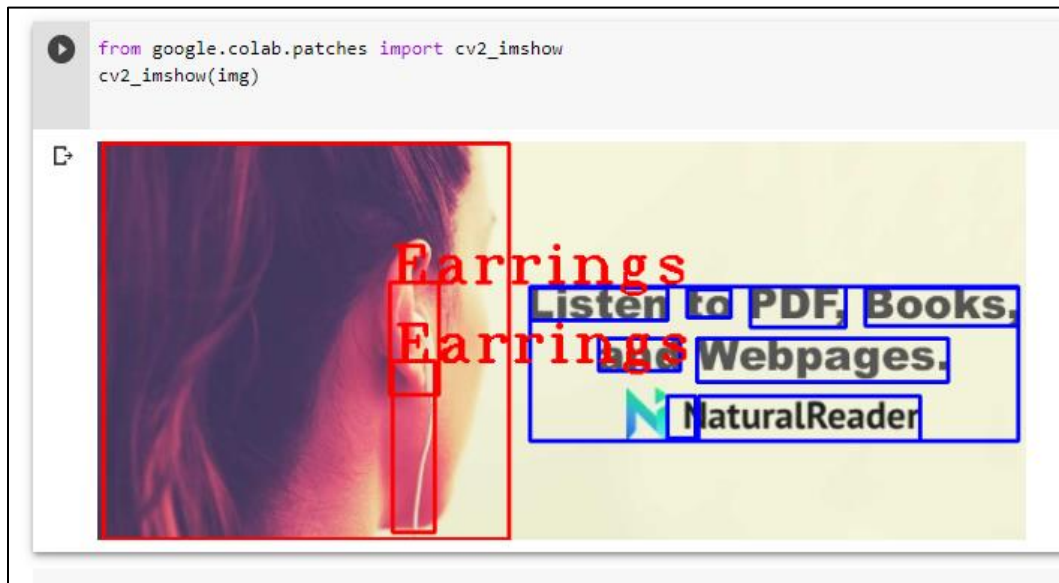 from google.colab.patches import cv2_imshow
cv2_imshow(img)
Earrings
Earrings
Listen to PDF, Books,
and Webpages.
NaturalReader